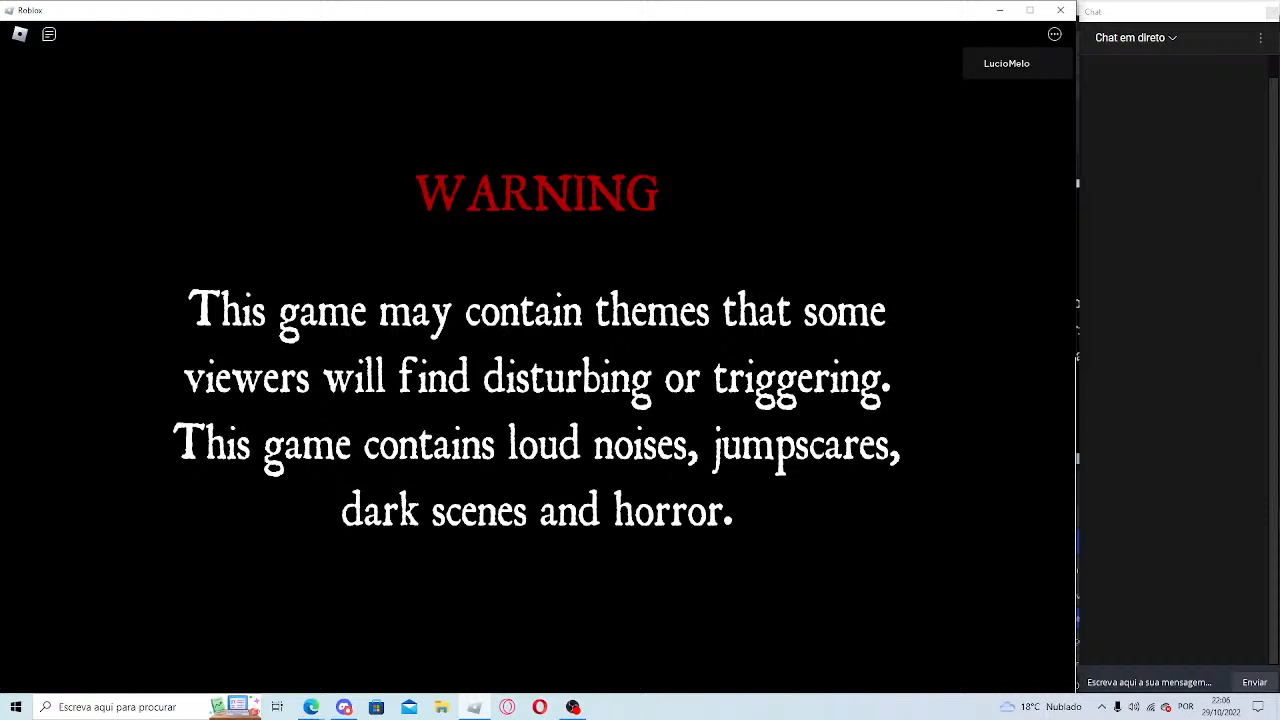 Roblox
Chat
Chat em direto
LucioMelo
WARNING
This game may contain themes that some
viewers will find disturbing or triggering.
This game contains loud noises, jumpscares,
dark scenes and horror.
Escreva aqui a sua mensagem...
Enviar
Escreva aqui para procurar
18°C Nublado
POR
22:06
29/10/2022